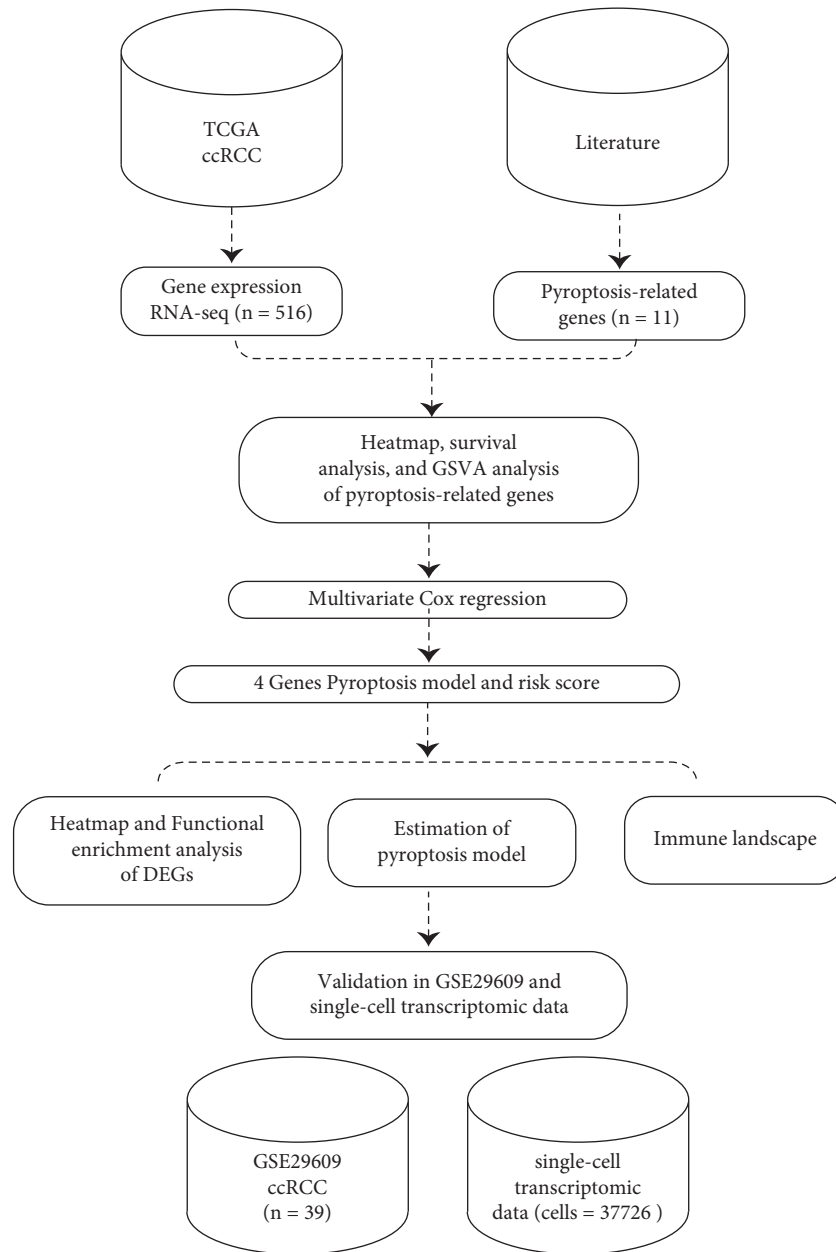 TCGA
ccRCC
Literature
Gene expression
RNA-seq (n = 516)
Pyroptosis-related
genes (n = 11)
Heatmap, survival
analysis, and GSVA analysis
of pyroptosis-related genes
Multivariate Cox regression
4 Genes Pyroptosis model and risk score
Heatmap and Functional
enrichment analysis
of DEGs
Estimation of
pyroptosis model
Immune landscape
Validation in GSE29609 and
single-cell transcriptomic data
GSE29609
ccRCC
(n = 39)
single-cell
transcriptomic
data (cells = 37726 )